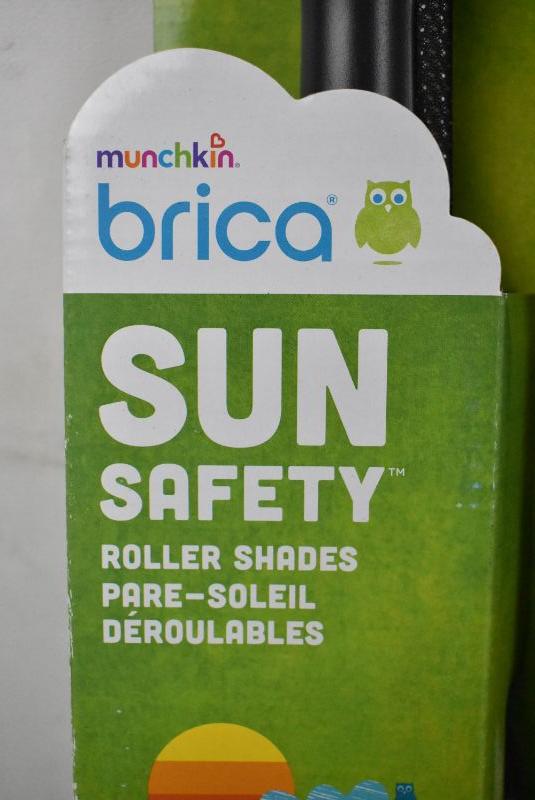 munchkin®
brica®
SUN
SAFETY™
ROLLER SHADES
PARE-SOLEIL
DÉROULABLES